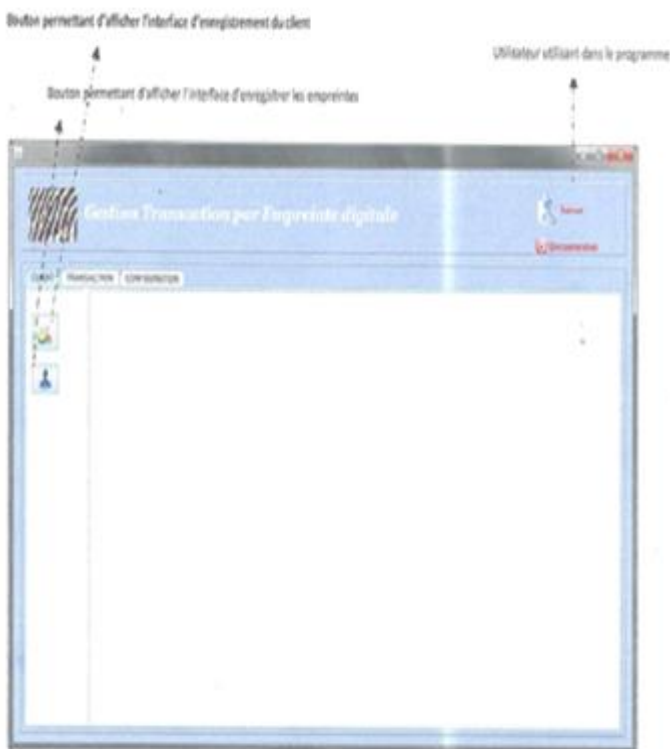 Bouton permettant d'afficher l'interface d'enregistrement du client
Utilisateur utilisant dans le programme
Bouton permettant d'afficher l'interface d'enregistrer les empreintes
Gestion Transaction par Empreinte digitale
CLIENT TRANSACTION CONFIGURATION